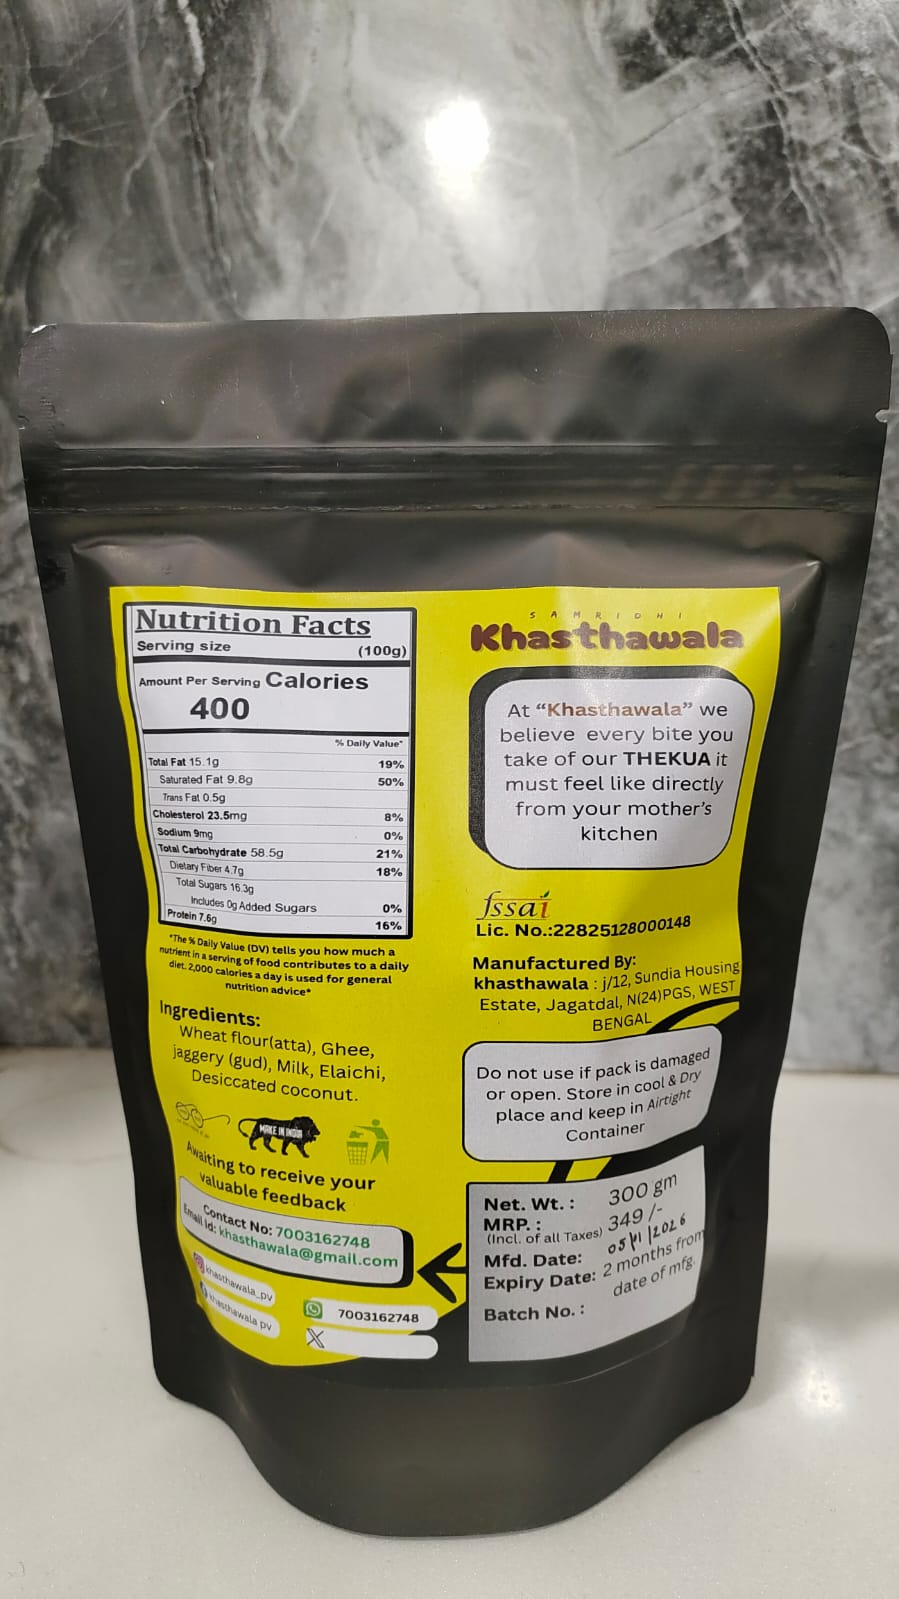 Nutrition Facts
Serving size (100g)
Amount Per Serving Calories
400
% Daily Value*
Total Fat 15.1g 19%
Saturated Fat 9.8g 50%
Trans Fat 0.5g
Cholesterol 23.5mg 8%
Sodium 9mg 0%
Total Carbohydrate 58.5g 21%
Dietary Fiber 4.7g 18%
Total Sugars 16.3g
Includes 0g Added Sugars 0%
Protein 7.6g 16%
*The % Daily Value (DV) tells you how much a
nutrient in a serving of food contributes to a daily
diet. 2,000 calories a day is used for general
nutrition advice*
Ingredients:
Wheat flour(atta), Ghee,
jaggery (gud), Milk, Elaichi,
Desiccated coconut.
MAKE IN INDIA
Awaiting to receive your
valuable feedback
Contact No: 7003162748
Email id: khasthawala@gmail.com
khasthawala_pv
khasthawala pv
7003162748
SAMRIDHI
Khasthawala
At “Khasthawala” we
believe every bite you
take of our THEKUA it
must feel like directly
from your mother's
kitchen
fssai
Lic. No.:22825128000148
Manufactured By:
khasthawala : j/12, Sundia Housing
Estate, Jagatdal, N(24)PGS, WEST
BENGAL
Do not use if pack is damaged
or open. Store in cool & Dry
place and keep in Airtight
Container
Net. Wt. : 300 gm
MRP. : 349 /-
(Incl. of all Taxes)
Mfd. Date: 05/1/2026
Expiry Date: 2 months from
date of mfg.
Batch No. :